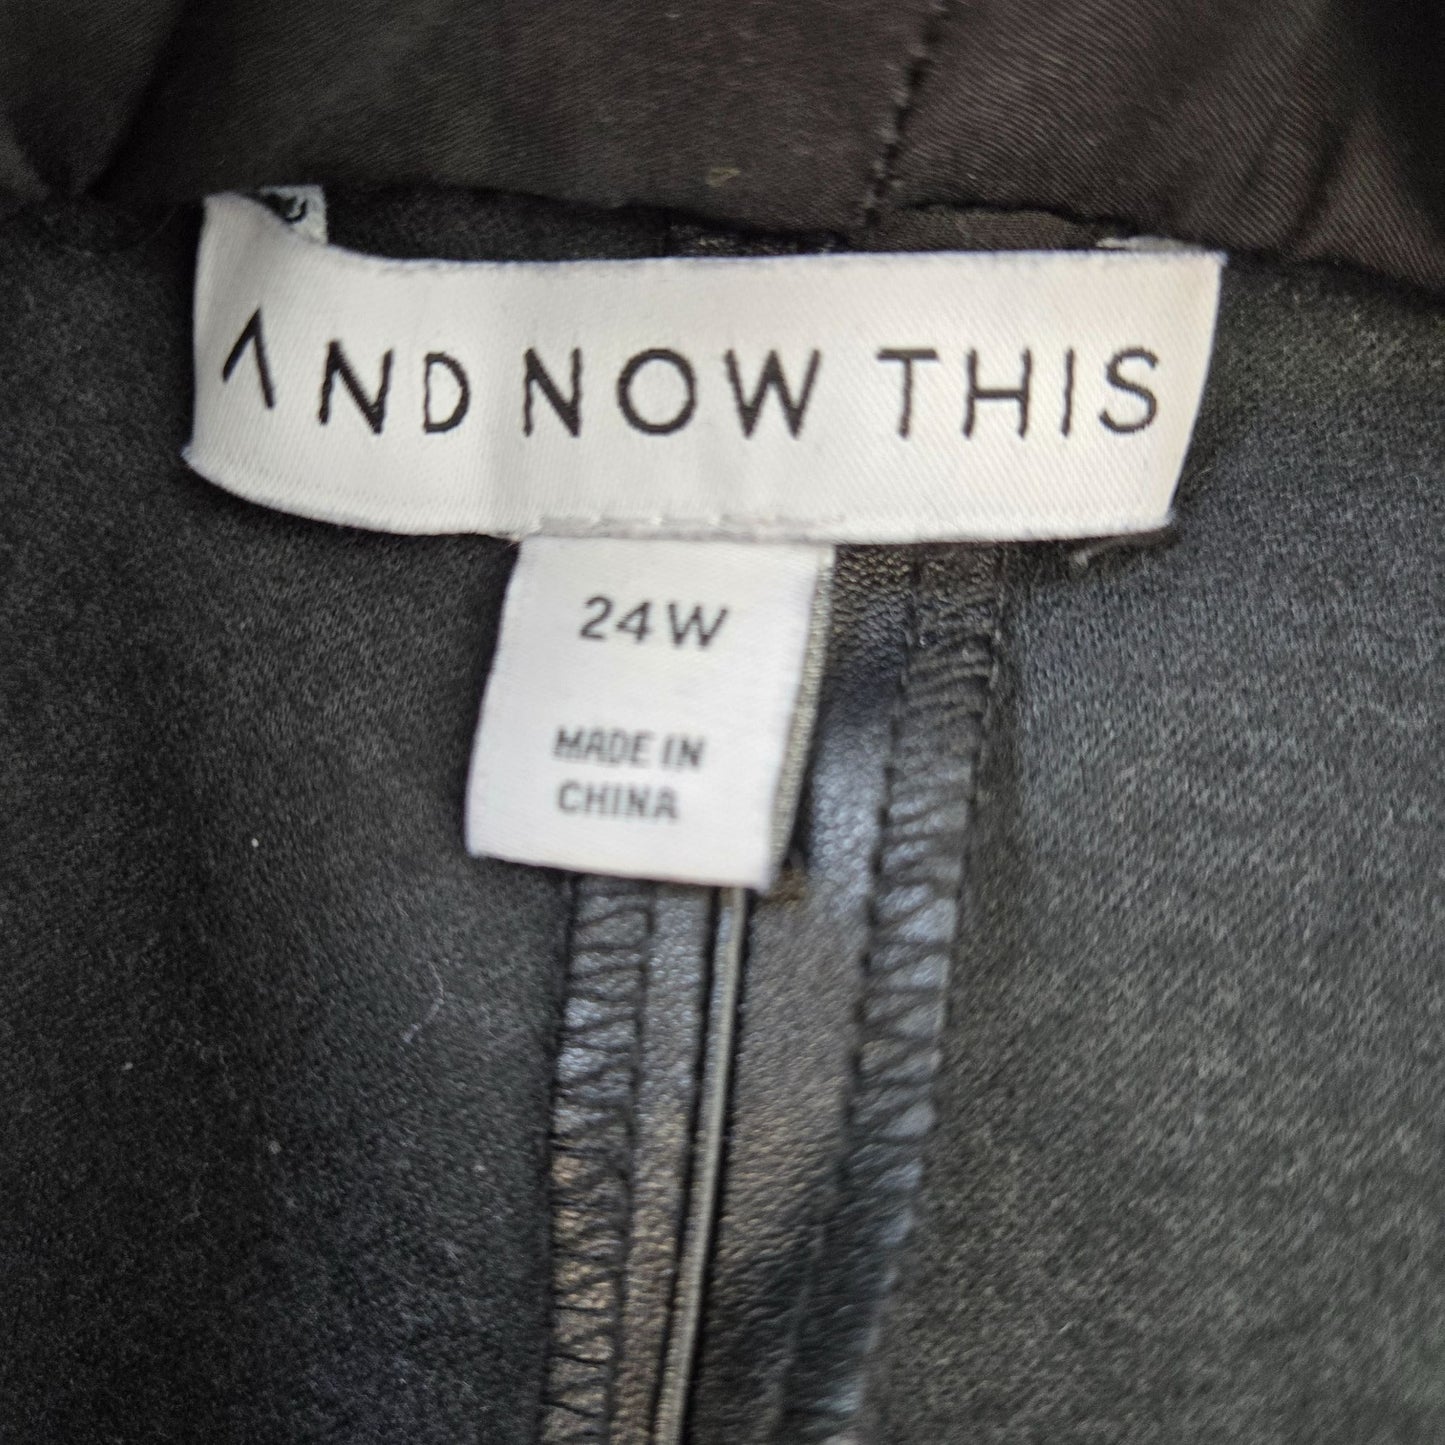 AND NOW THIS
24W
MADE IN
CHINA